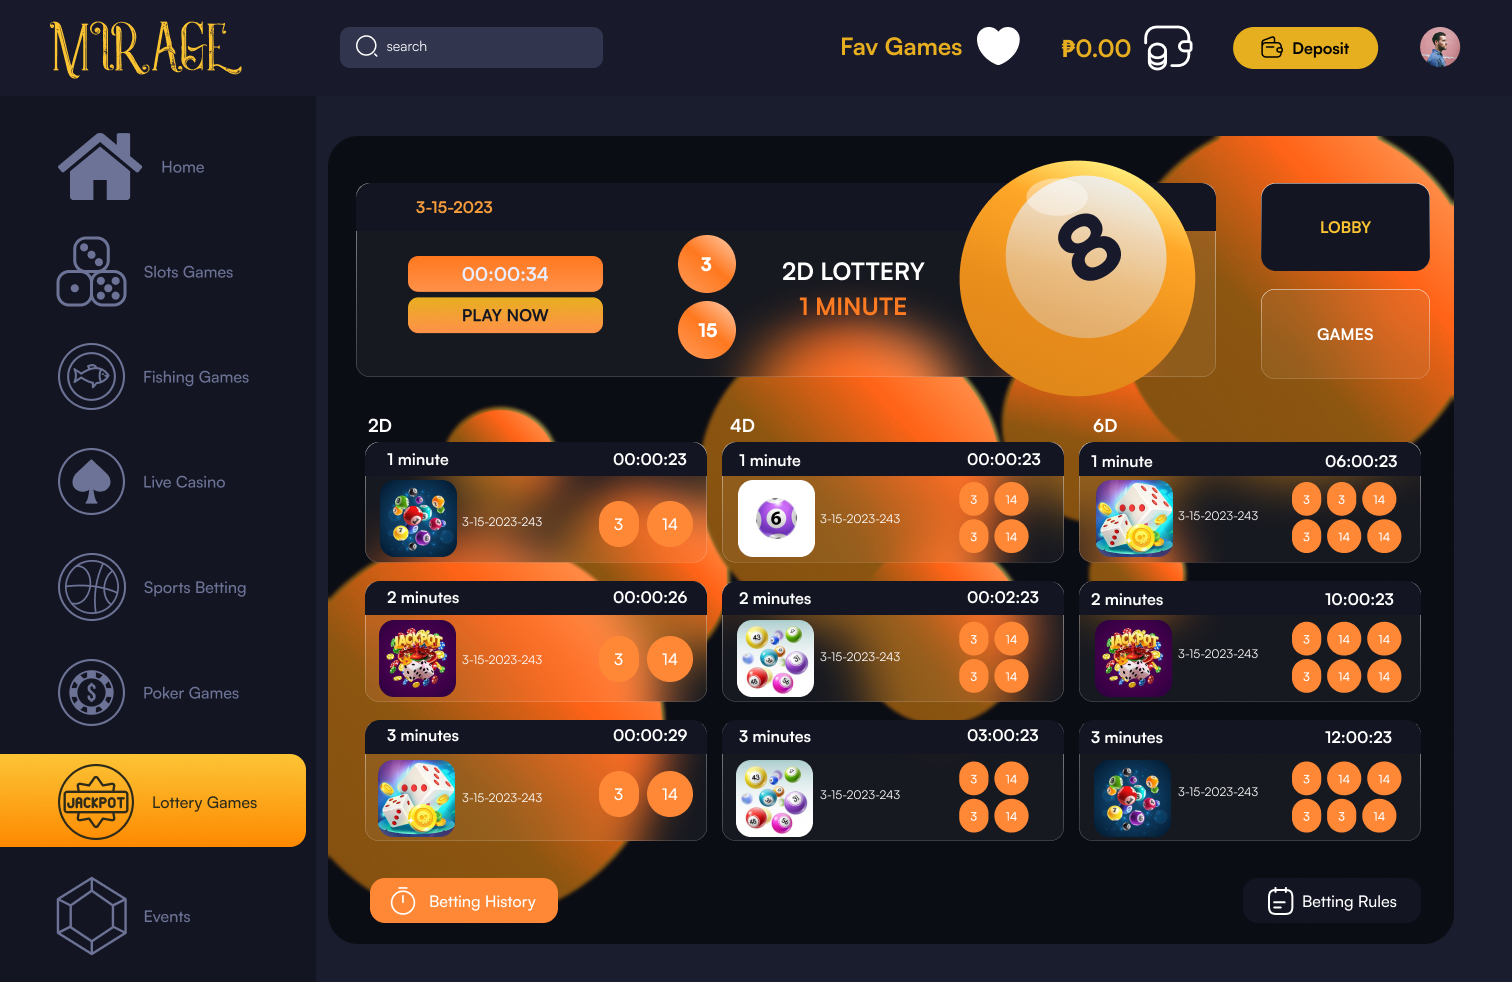 MIRAGE
search
Fav Games
₱0.00
Deposit
Home
Slots Games
Fishing Games
Live Casino
Sports Betting
Poker Games
$
JACKPOT
Lottery Games
Events
3-15-2023
00:00:34
PLAY NOW
3
15
2D LOTTERY
1 MINUTE
8
LOBBY
GAMES
2D
1 minute 00:00:23
3-15-2023-243
3 14
2 minutes 00:00:26
JACKPOT
3-15-2023-243
3 14
3 minutes 00:00:29
3-15-2023-243
3 14
4D
1 minute 00:00:23
6
3-15-2023-243
3 14
3 14
2 minutes 00:02:23
43
3-15-2023-243
3 14
3 14
3 minutes 03:00:23
43
3-15-2023-243
3 14
3 14
6D
1 minute 06:00:23
3-15-2023-243
3 3 14
3 14 14
2 minutes 10:00:23
JACKPOT
3-15-2023-243
3 14 14
3 14 14
3 minutes 12:00:23
3-15-2023-243
3 14 14
3 3 14
Betting History
Betting Rules